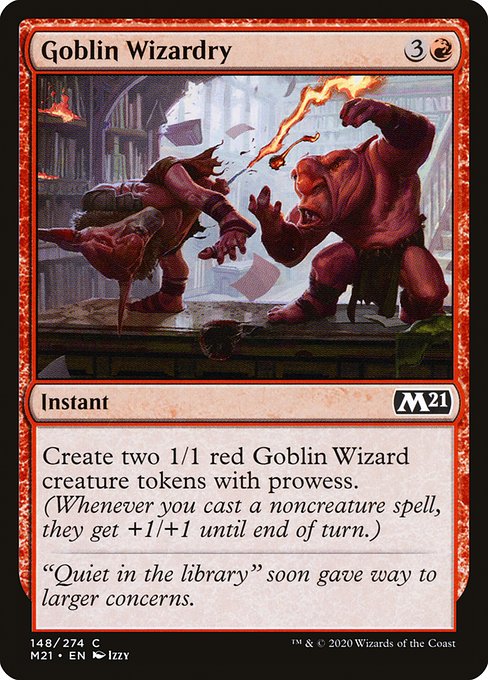 Goblin Wizardry 3
Instant M21
Create two 1/1 red Goblin Wizard
creature tokens with prowess.
(Whenever you cast a noncreature spell,
they get +1/+1 until end of turn.)
“Quiet in the library” soon gave way to
larger concerns.
148/274 C ™ & © 2020 Wizards of the Coast
M21 • EN Izzy